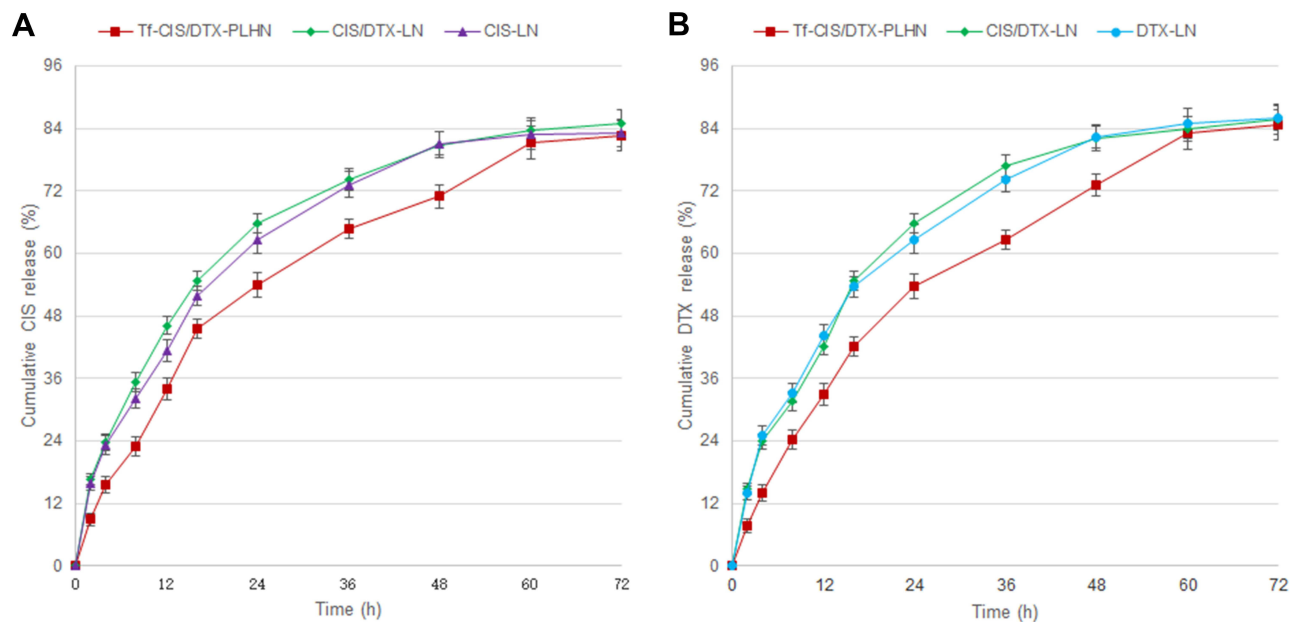 A
Tf-CIS/DTX-PLHN CIS/DTX-LN CIS-LN
96
84
72
60
48
36
24
12
0
Cumulative CIS release (%)
0 12 24 36 48 60 72
Time (h)
B
Tf-CIS/DTX-PLHN CIS/DTX-LN DTX-LN
96
84
72
60
48
36
24
12
0
Cumulative DTX release (%)
0 12 24 36 48 60 72
Time (h)